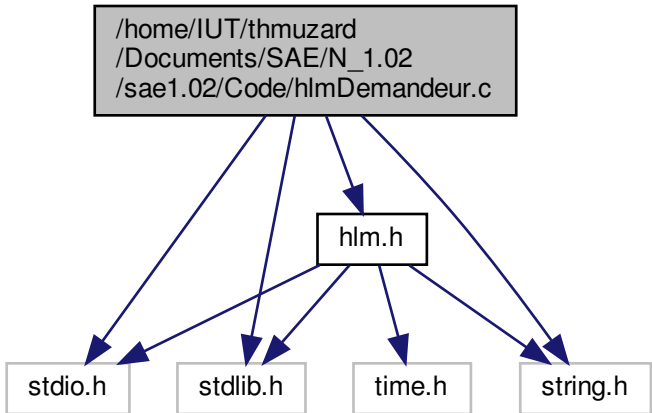 /home/IUT/thmuzard
/Documents/SAE/N_1.02
/sae1.02/Code/hlmDemandeur.c
hlm.h
stdio.h
stdlib.h
time.h
string.h